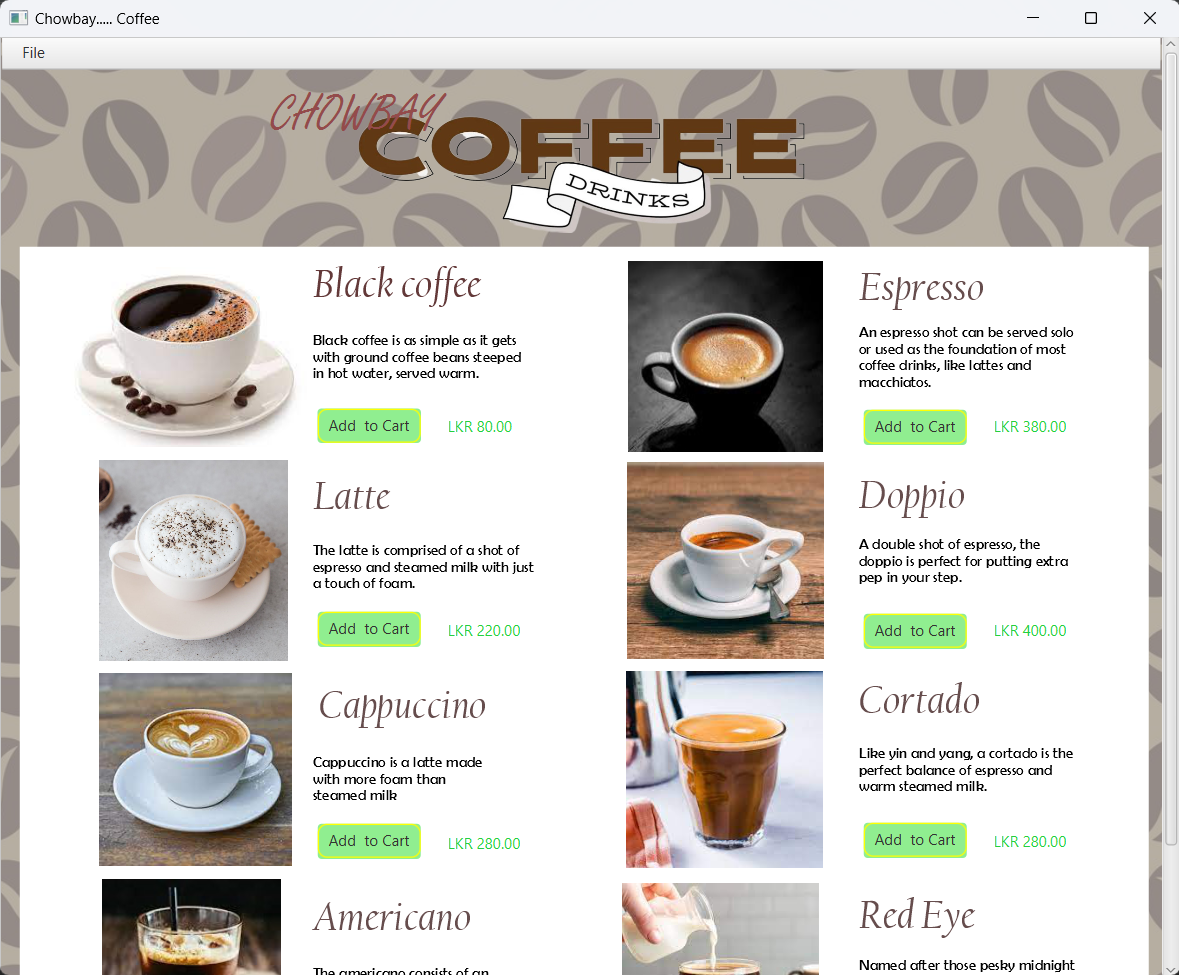 Chowbay..... Coffee
File
CHOWBAY
COFFEE
DRINKS
Black coffee
Black coffee is as simple as it gets
with ground coffee beans steeped
in hot water, served warm.
Add  to Cart
LKR 80.00
Espresso
An espresso shot can be served solo
or used as the foundation of most
coffee drinks, like lattes and
macchiatos.
Add  to Cart
LKR 380.00
Latte
The latte is comprised of a shot of
espresso and steamed milk with just
a touch of foam.
Add  to Cart
LKR 220.00
Doppio
A double shot of espresso, the
doppio is perfect for putting extra
pep in your step.
Add  to Cart
LKR 400.00
Cappuccino
Cappuccino is a latte made
with more foam than
steamed milk
Add  to Cart
LKR 280.00
Cortado
Like yin and yang, a cortado is the
perfect balance of espresso and
warm steamed milk.
Add  to Cart
LKR 280.00
Americano
The americano consists of an
Red Eye
Named after those pesky midnight